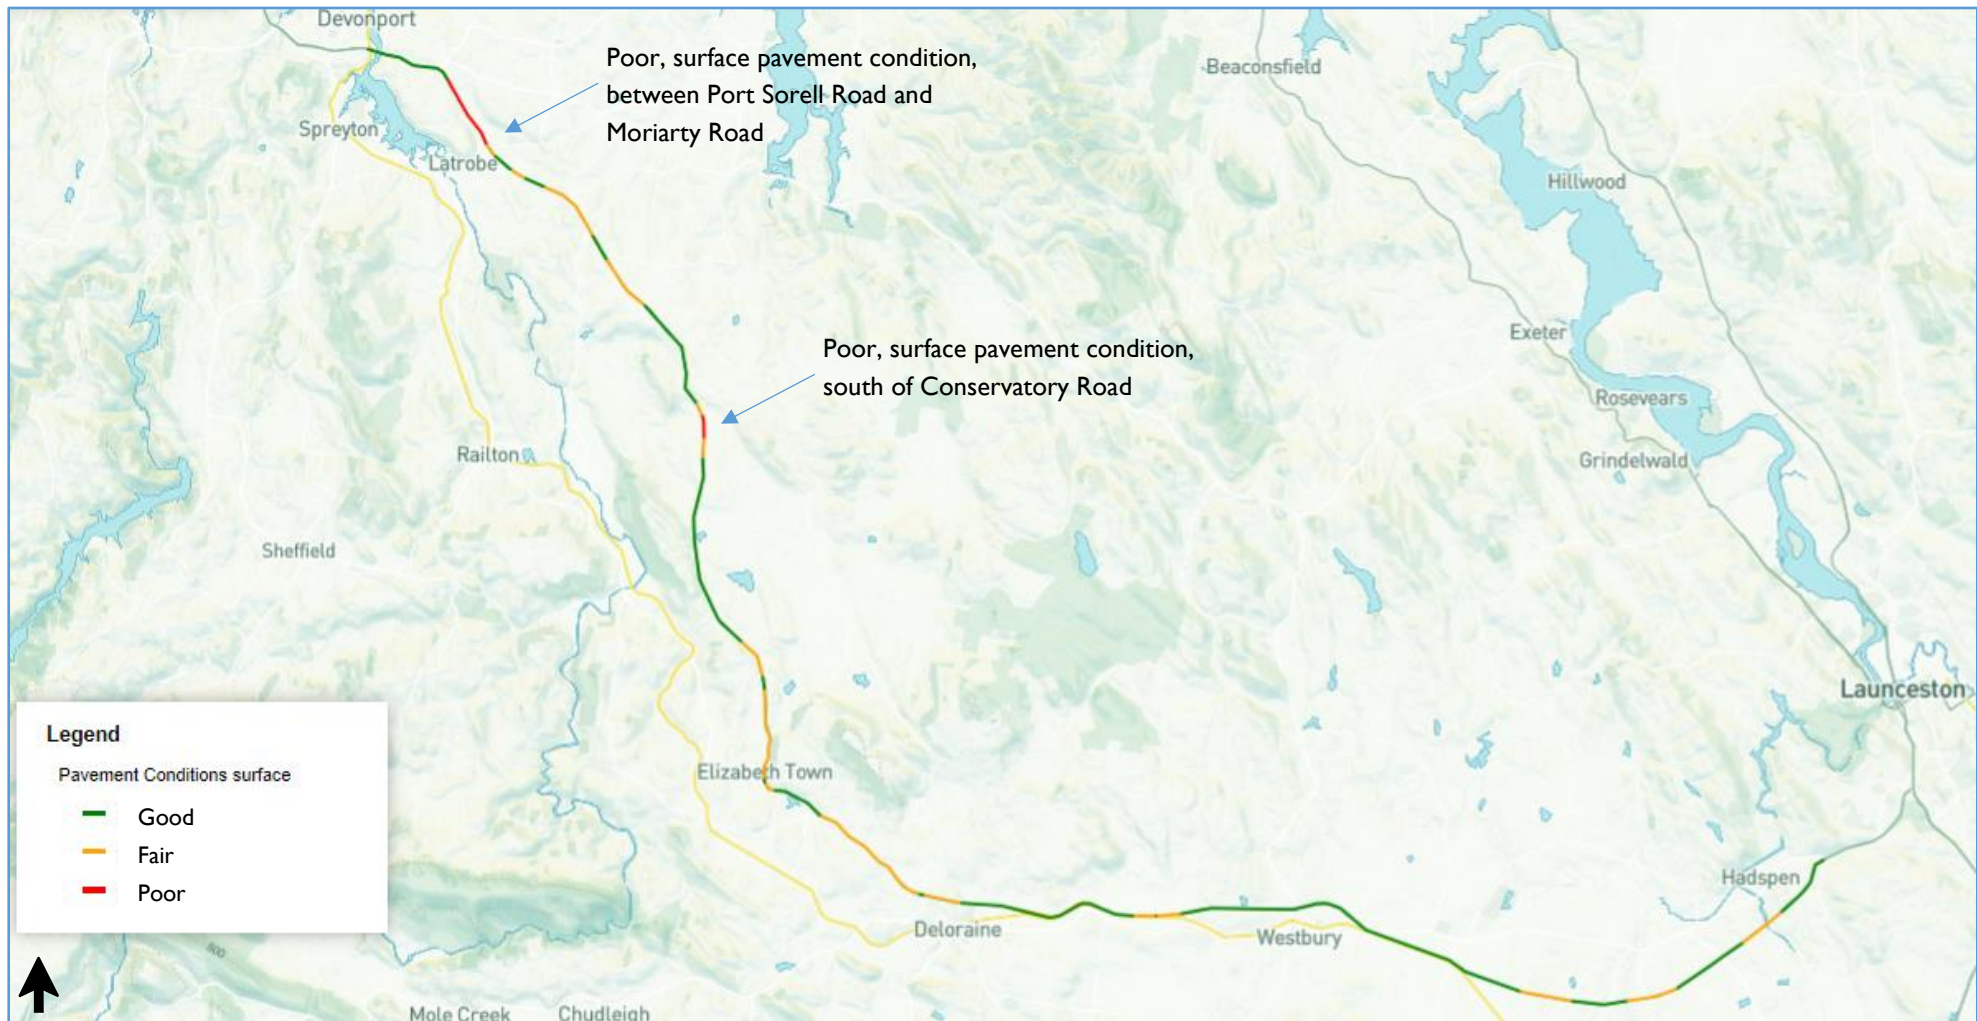 Devonport
Poor, surface pavement condition,
between Port Sorell Road and
Moriarty Road
Beaconsfield
Spreyton
Latrobe
Hillwood
Exeter
Poor, surface pavement condition,
south of Conservatory Road
Rosevears
Railton
Grindelwald
Sheffield
Launceston
Legend
Pavement Conditions surface
Good
Fair
Poor
Elizabeth Town
Hadspen
Deloraine
Westbury
500
Mole Creek
Chudleigh